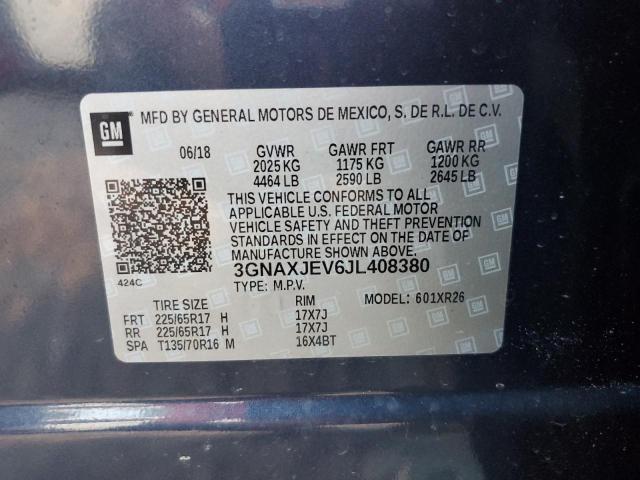 GM
MFD BY GENERAL MOTORS DE MEXICO, S. DE R.L. DE C.V.
06/18 GVWR GAWR FRT GAWR RR
2025 KG 1175 KG 1200 KG
4464 LB 2590 LB 2645 LB
THIS VEHICLE CONFORMS TO ALL
APPLICABLE U.S. FEDERAL MOTOR
VEHICLE SAFETY AND THEFT PREVENTION
STANDARDS IN EFFECT ON THE DATE OF
MANUFACTURE SHOWN ABOVE.
424C 3GNAXJEV6JL408380
TYPE: M.P.V. MODEL: 601XR26
TIRE SIZE RIM
FRT 225/65R17 H 17X7J
RR 225/65R17 H 17X7J
SPA T135/70R16 M 16X4BT